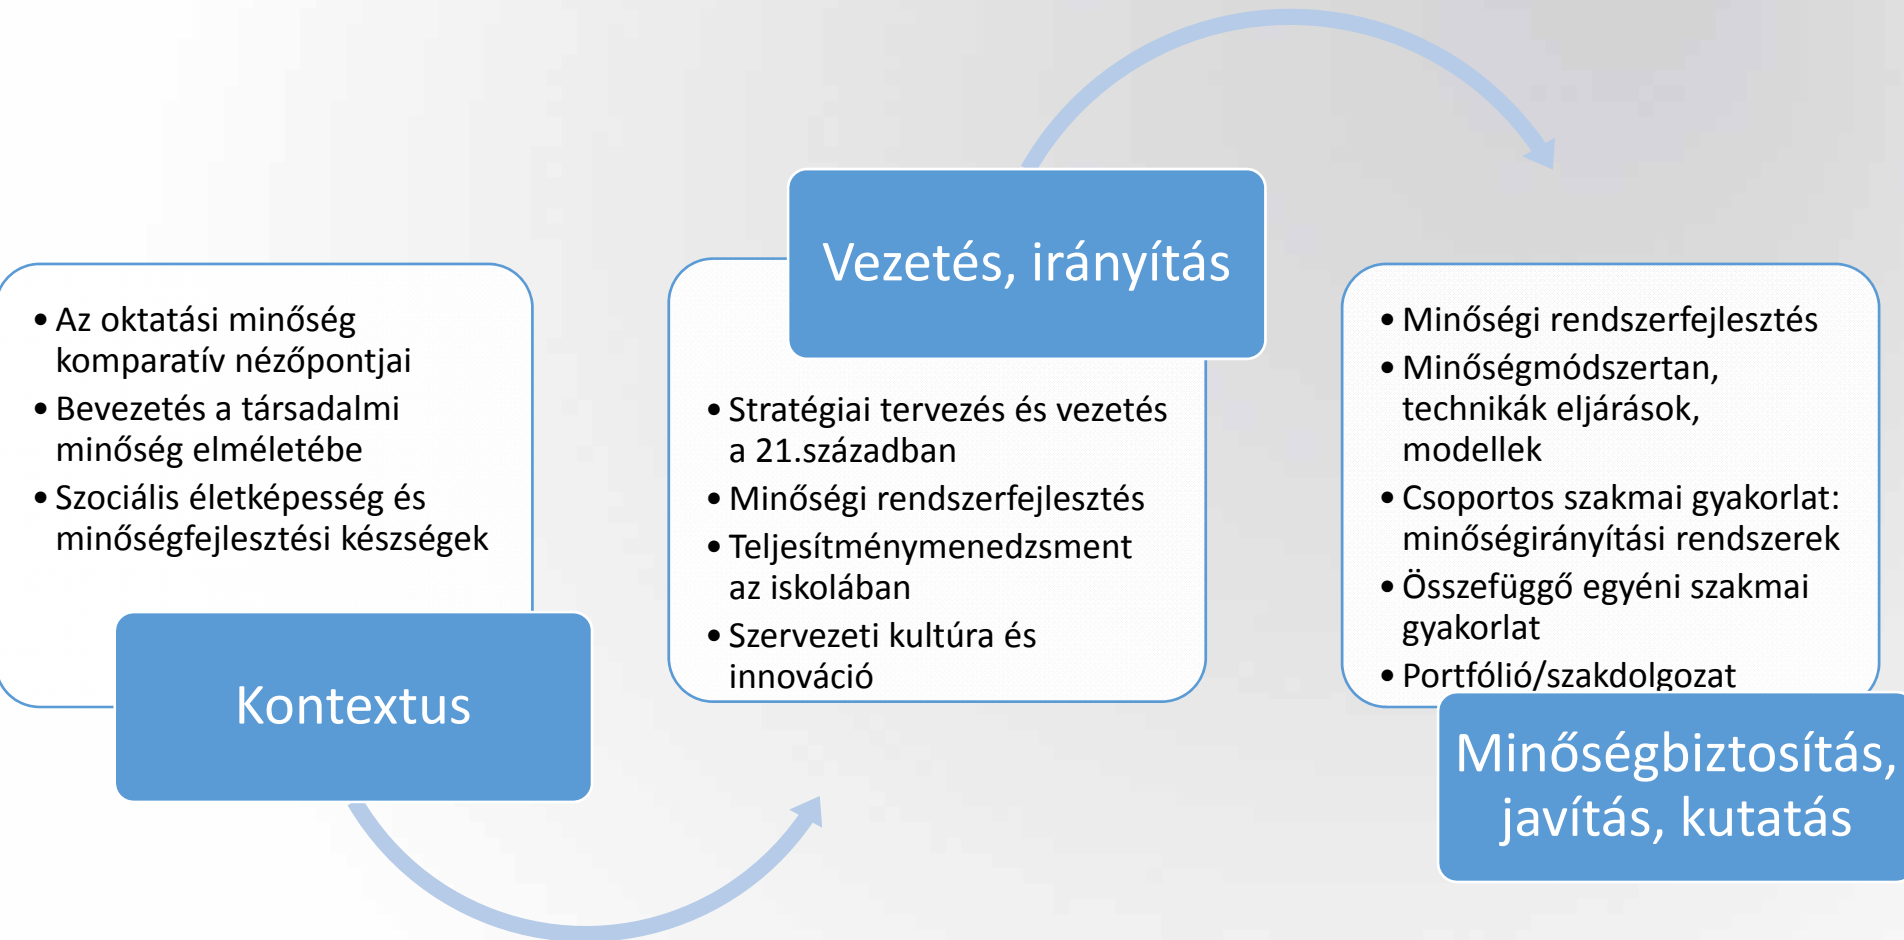 • Az oktatási minőség
komparatív nézőpontjai
• Bevezetés a társadalmi
minőség elméletébe
• Szociális életképesség és
minőségfejlesztési készségek
Kontextus
Vezetés, irányítás
• Stratégiai tervezés és vezetés
a 21.században
• Minőségi rendszerfejlesztés
• Teljesítménymenedzsment
az iskolában
• Szervezeti kultúra és
innováció
• Minőségi rendszerfejlesztés
• Minőségmódszertan,
technikák eljárások,
modellek
• Csoportos szakmai gyakorlat:
minőségirányítási rendszerek
• Összefüggő egyéni szakmai
gyakorlat
• Portfólió/szakdolgozat
Minőségbiztosítás,
javítás, kutatás